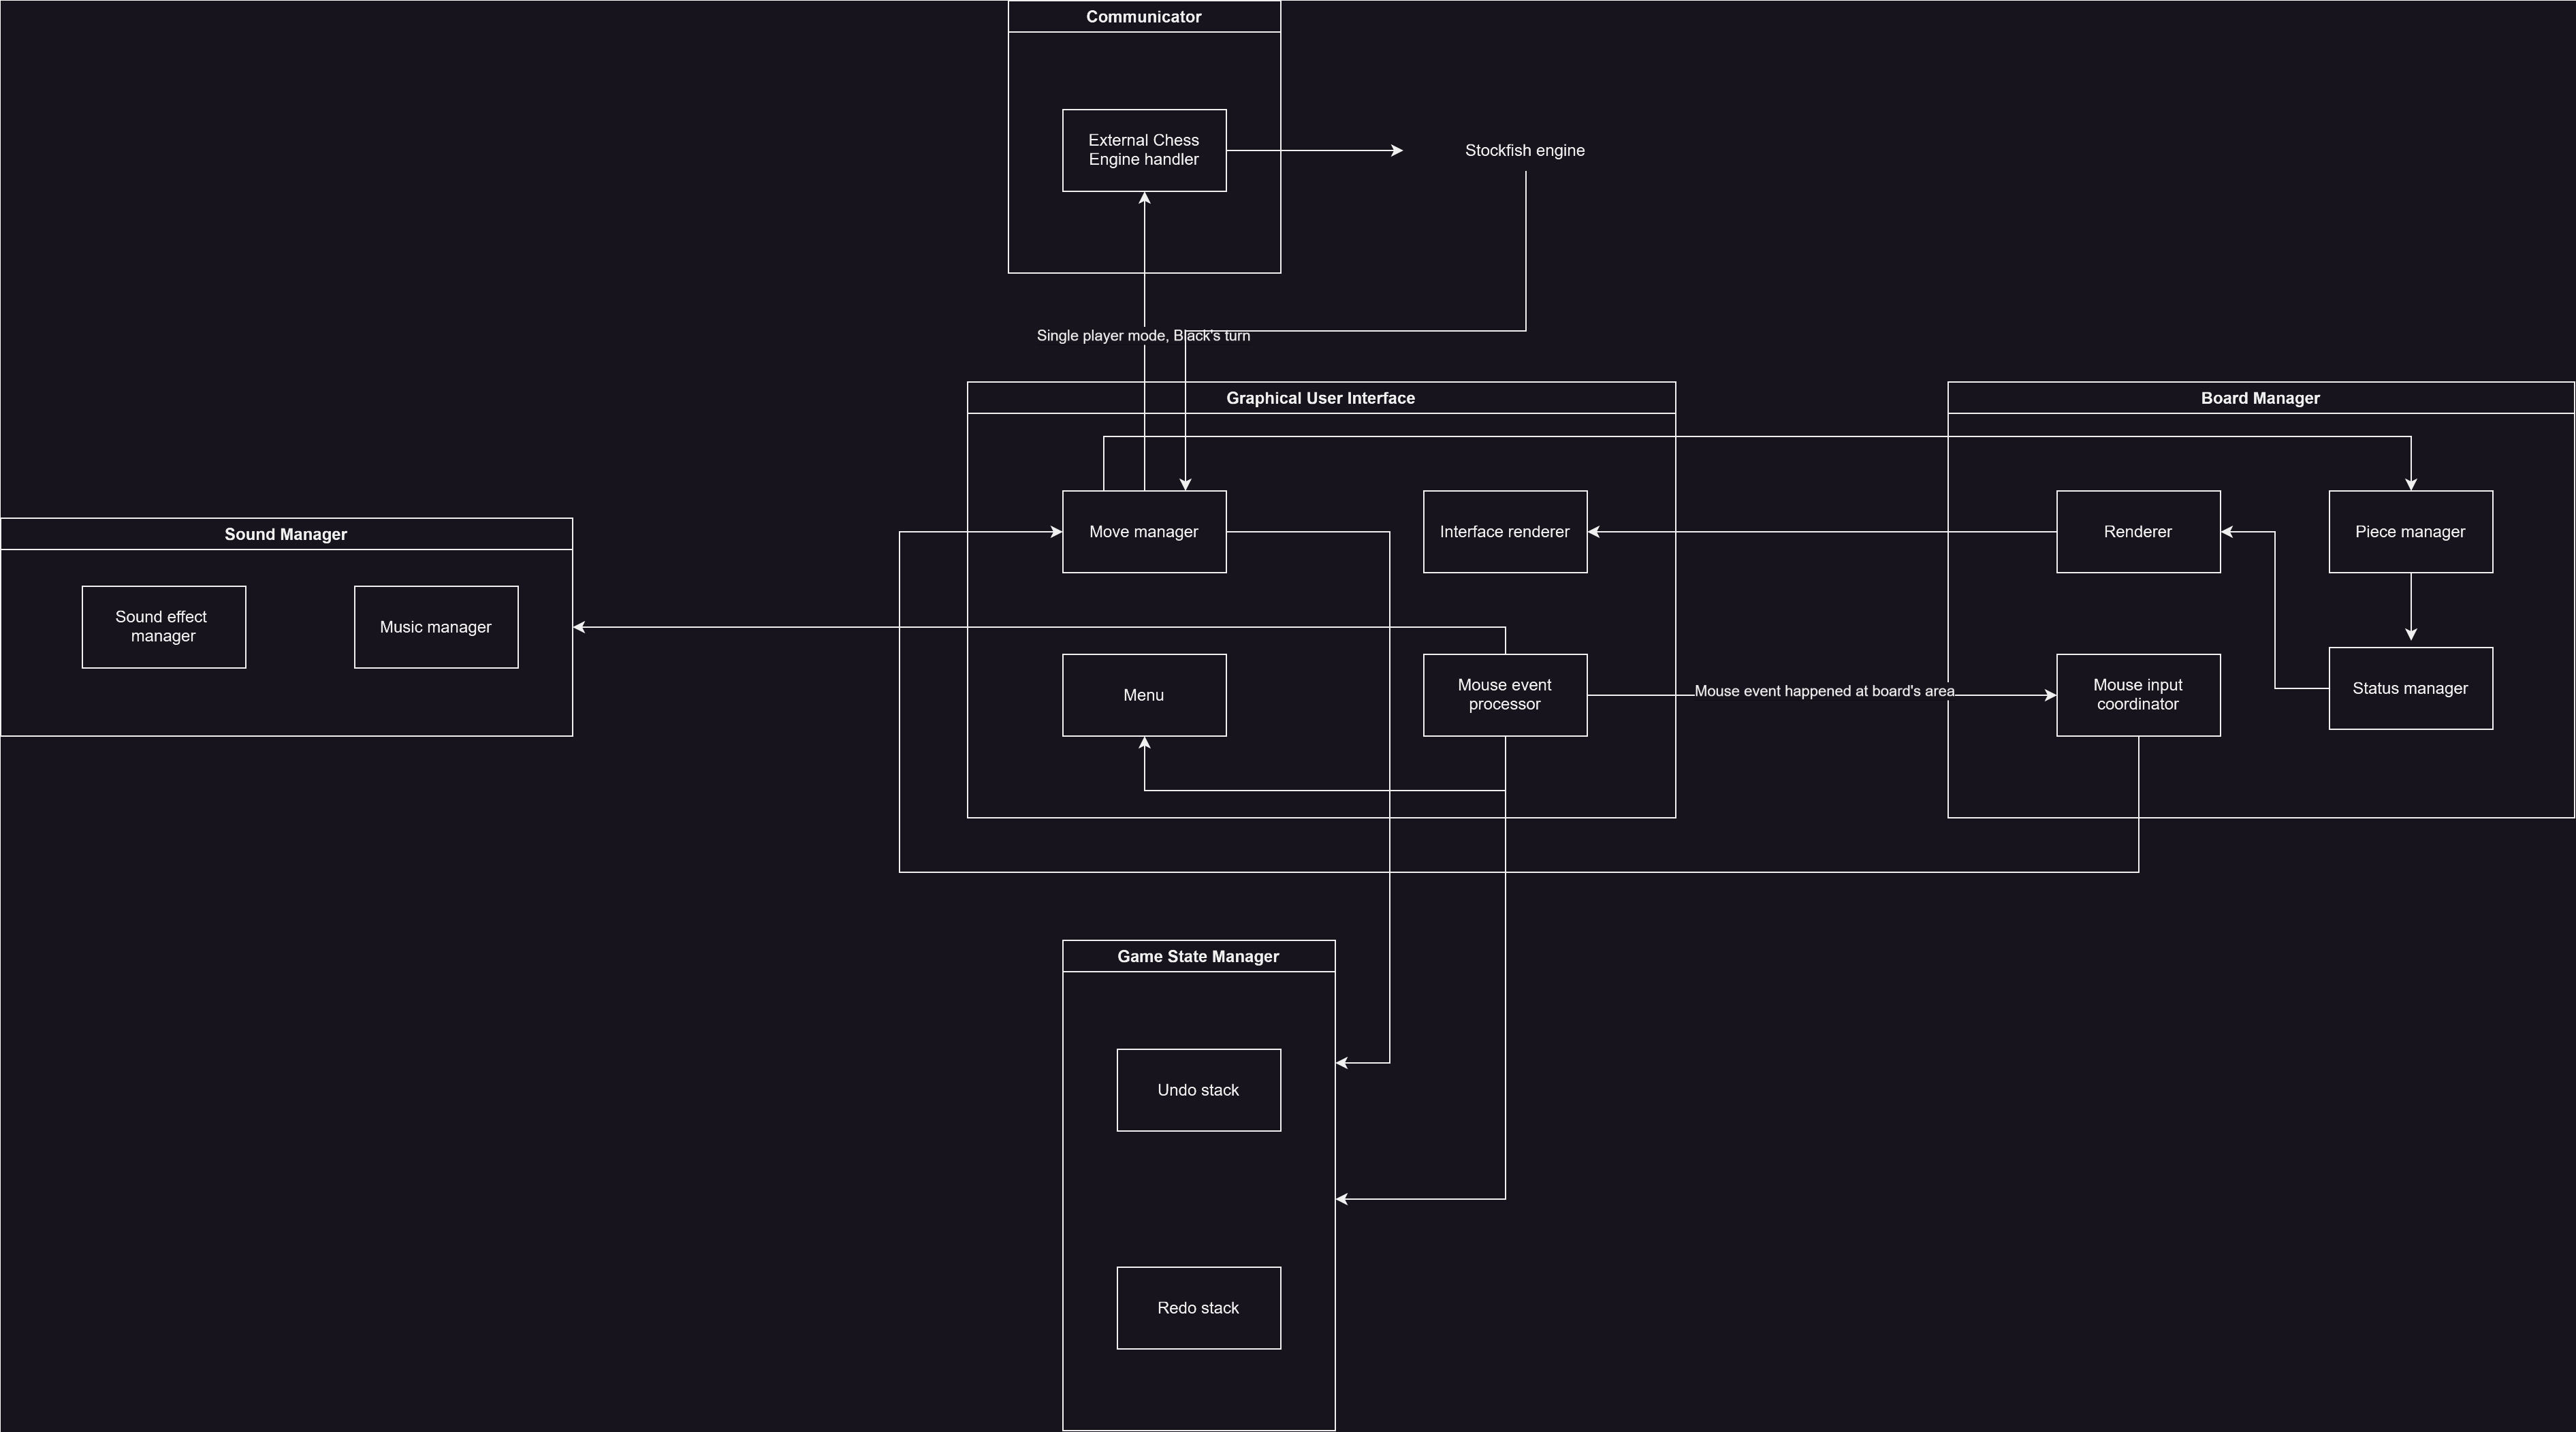 Communicator
External Chess
Engine handler
Stockfish engine
Single player mode, Black's turn
Graphical User Interface
Board Manager
Move manager
Interface renderer
Renderer
Piece manager
Sound Manager
Sound effect
manager
Music manager
Menu
Mouse event
processor
Mouse event happened at board's area
Mouse input
coordinator
Status manager
Game State Manager
Undo stack
Redo stack